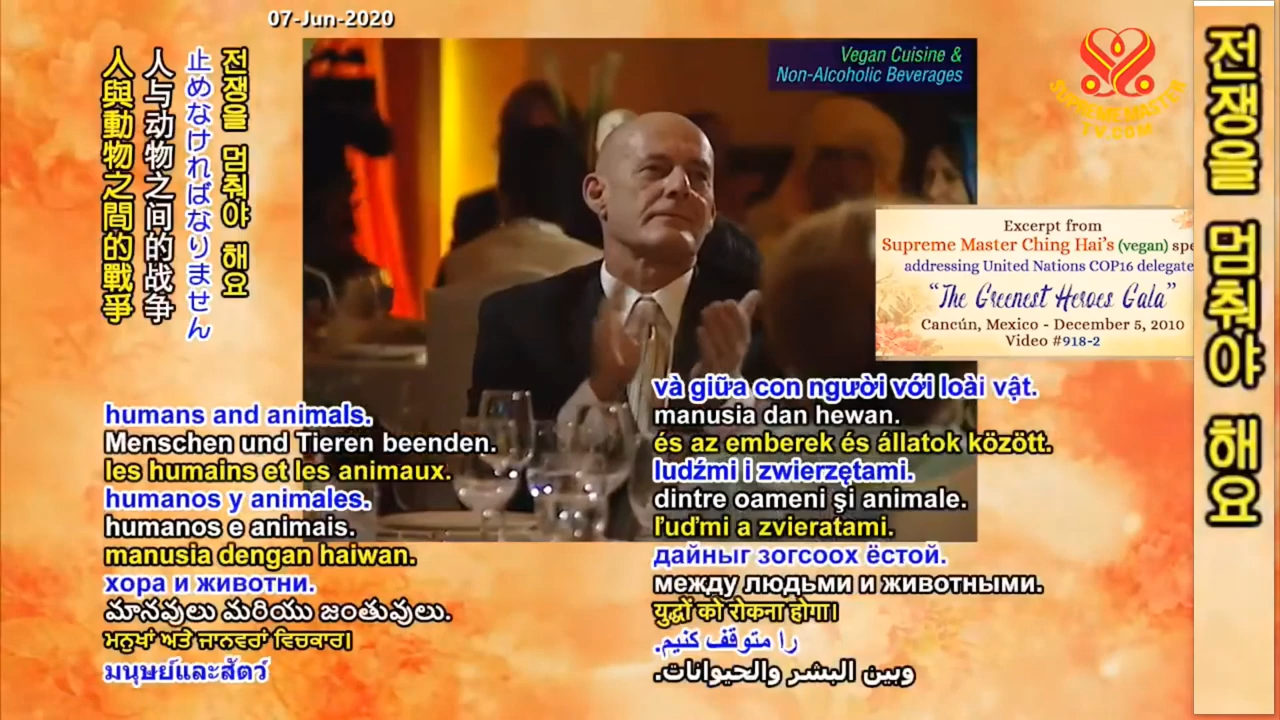 07-Jun-2020
Vegan Cuisine &
Non-Alcoholic Beverages
SUPREME MASTER
TV.COM
전쟁을 멈춰야 해요
止めなければなりません
人与动物之间的战争
人與動物之間的戰爭
전쟁을 멈춰야 해요
Excerpt from
Supreme Master Ching Hai's (vegan) spe
addressing United Nations COP16 delegate
"The Greenest Heroes Gala"
Cancún, Mexico - December 5, 2010
Video #918-2
humans and animals.
Menschen und Tieren beenden.
les humains et les animaux.
humanos y animales.
humanos e animais.
manusia dengan haiwan.
хора и животни.
మానవులు మరియు జంతువులు.
ਮਨੁਖਾਂ ਅਤੇ ਜਾਨਵਰਾਂ ਵਿਚਕਾਰ।
มนุษย์และสัตว์
và giữa con người với loài vật.
manusia dan hewan.
és az emberek és állatok között.
ludźmi i zwierzętami.
dintre oameni şi animale.
ľuďmi a zvieratami.
дайныг зогсоох ёстой.
между людьми и животными.
युद्धों को रोकना होगा।
را متوقف کنیم.
وبين البشر والحيوانات.